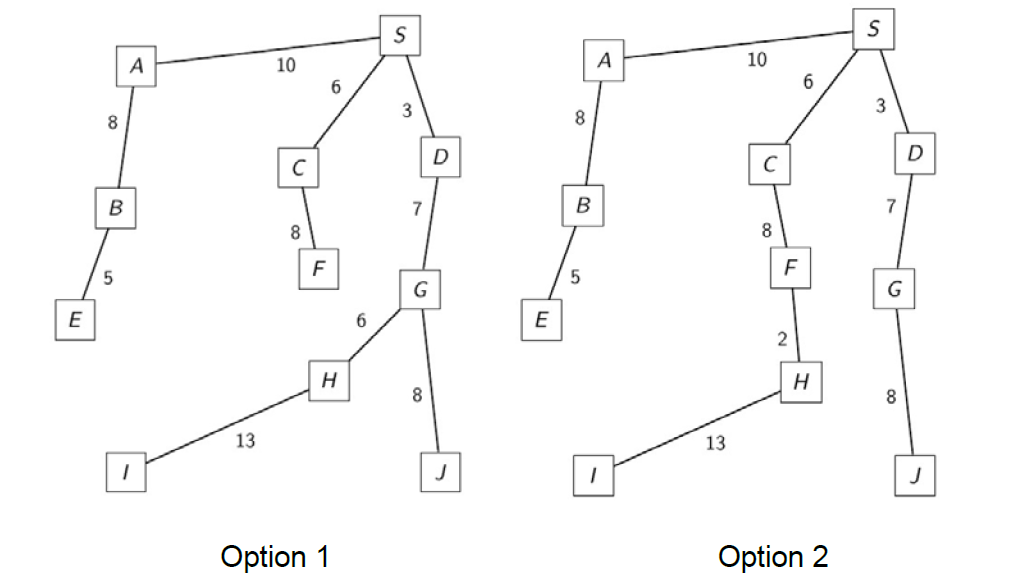 S S
A A
10 10
6 6
3 3
8 8
D D
C C
B B
7 7
8 8
F F
5 5
G G
E E
6
2
H H
8 8
13 13
I I
J J
Option 1 Option 2